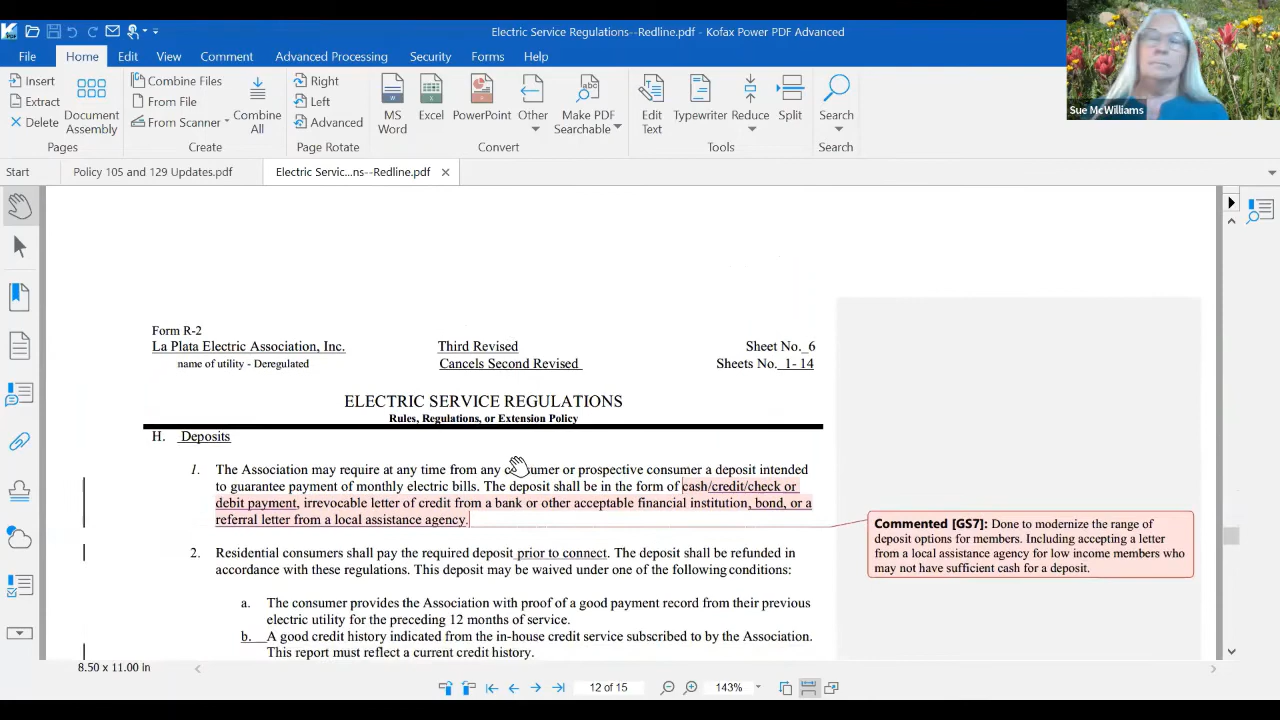 Electric Service Regulations--Redline.pdf - Kofax Power PDF Advanced
File Home Edit View Comment Advanced Processing Security Forms Help
Insert
Extract
Delete
Document Assembly
Pages
Combine Files
From File
From Scanner
Combine All
Create
Right
Left
Advanced
Page Rotate
MS Word
Excel
PowerPoint
Other
Make PDF Searchable
Convert
Edit Text
Typewriter
Reduce
Split
Tools
Search
Search
Sue McWilliams
Start Policy 105 and 129 Updates.pdf Electric Servic...ns--Redline.pdf
Form R-2
La Plata Electric Association, Inc. Third Revised Sheet No. 6
name of utility - Deregulated Cancels Second Revised Sheets No. 1- 14
ELECTRIC SERVICE REGULATIONS
Rules, Regulations, or Extension Policy
H. Deposits
1. The Association may require at any time from any consumer or prospective consumer a deposit intended
to guarantee payment of monthly electric bills. The deposit shall be in the form of cash/credit/check or
debit payment, irrevocable letter of credit from a bank or other acceptable financial institution, bond, or a
referral letter from a local assistance agency.
2. Residential consumers shall pay the required deposit prior to connect. The deposit shall be refunded in
accordance with these regulations. This deposit may be waived under one of the following conditions:
a. The consumer provides the Association with proof of a good payment record from their previous
electric utility for the preceding 12 months of service.
b. A good credit history indicated from the in-house credit service subscribed to by the Association.
This report must reflect a current credit history.
Commented [GS7]: Done to modernize the range of
deposit options for members. Including accepting a letter
from a local assistance agency for low income members who
may not have sufficient cash for a deposit.
8.50 x 11.00 in
12 of 15
143%